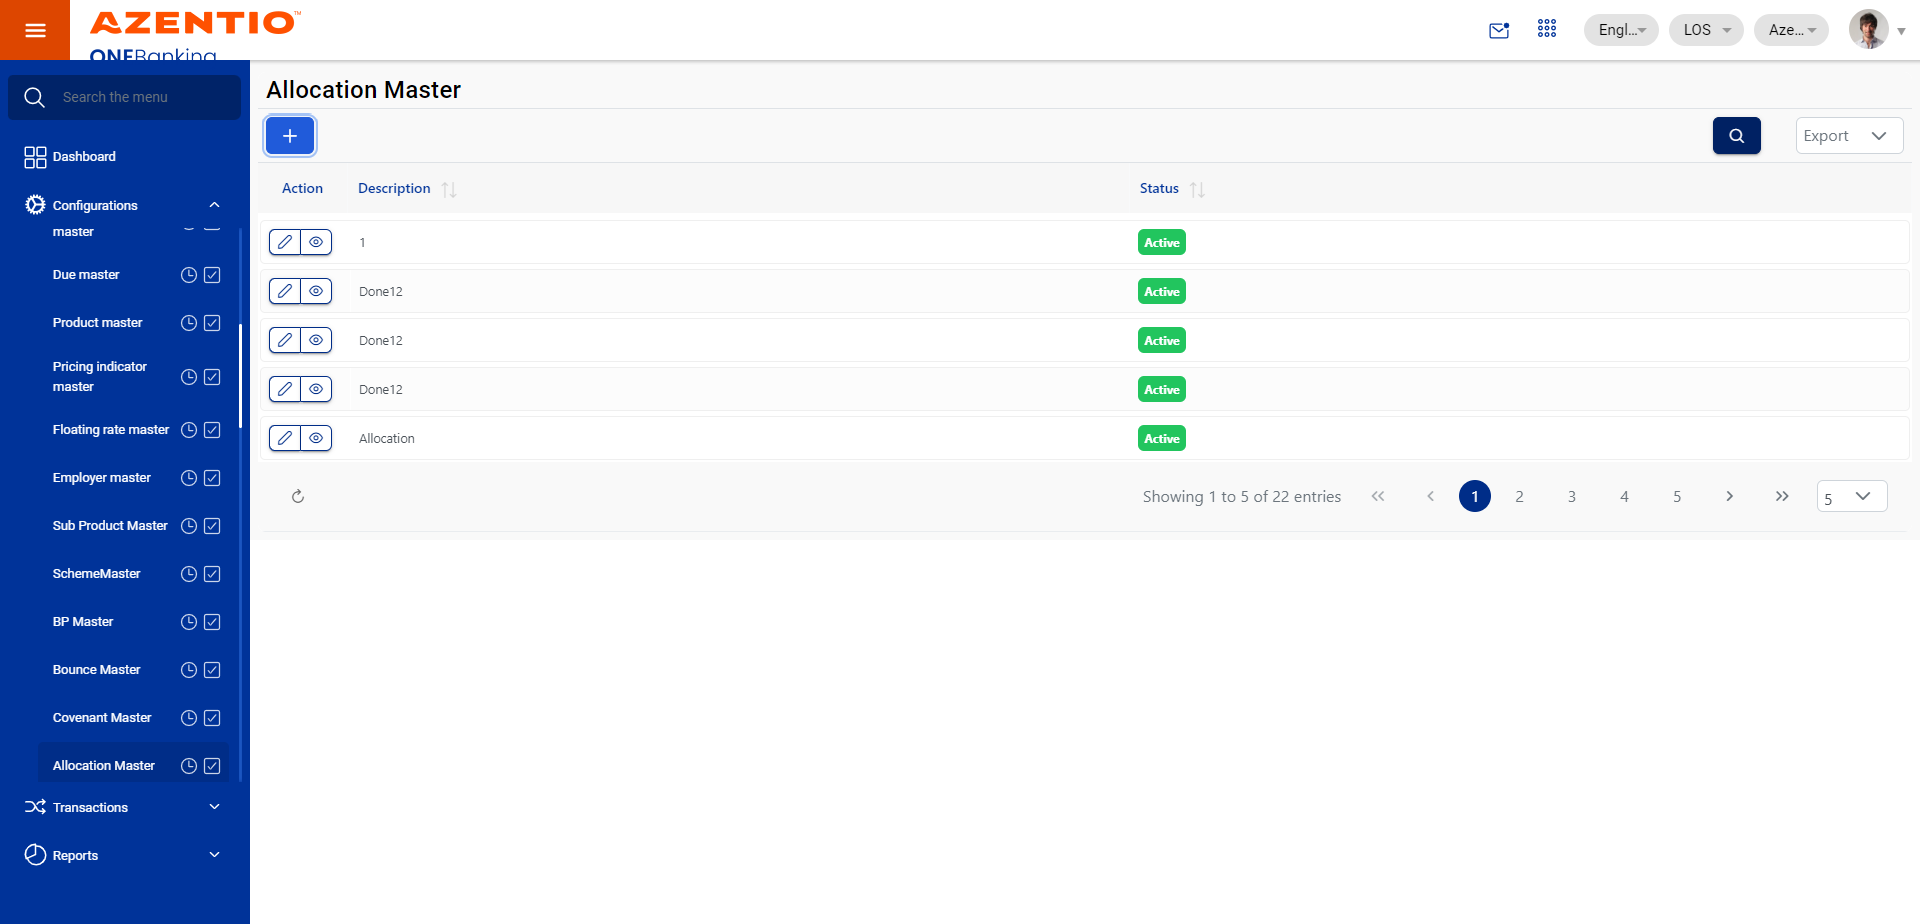 AZENTIO™
ONEBanking
Engl...
LOS
Aze...
Search the menu
Dashboard
Configurations
master
Due master
Product master
Pricing indicator
master
Floating rate master
Employer master
Sub Product Master
SchemeMaster
BP Master
Bounce Master
Covenant Master
Allocation Master
Transactions
Reports
Allocation Master
Export
Action Description Status
1 Active
Done12 Active
Done12 Active
Done12 Active
Allocation Active
Showing 1 to 5 of 22 entries 1 2 3 4 5 5